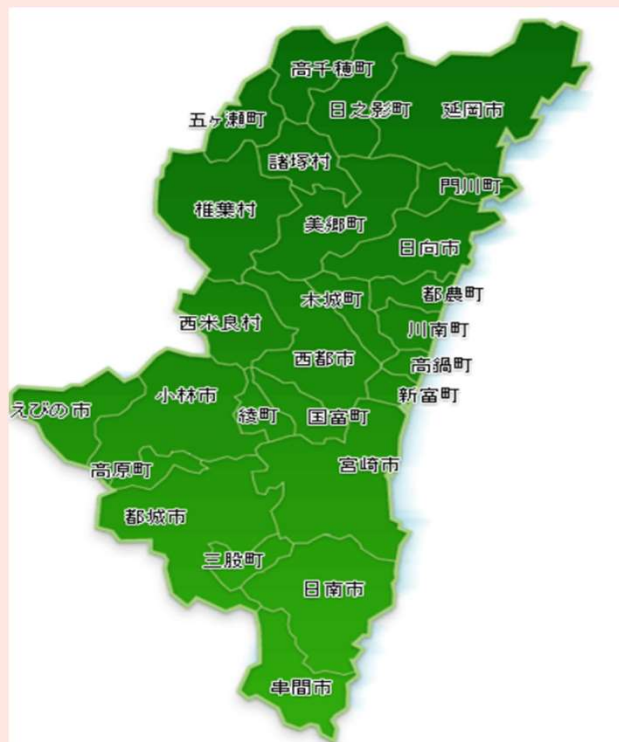 高千穂町
日之影町
延岡市
五ヶ瀬町
諸塚村
門川町
椎葉村
美郷町
日向市
木城町
都農町
西米良村
川南町
西都市
高鍋町
小林市
新富町
えびの市
綾町
国富町
高原町
宮崎市
都城市
三股町
日南市
串間市